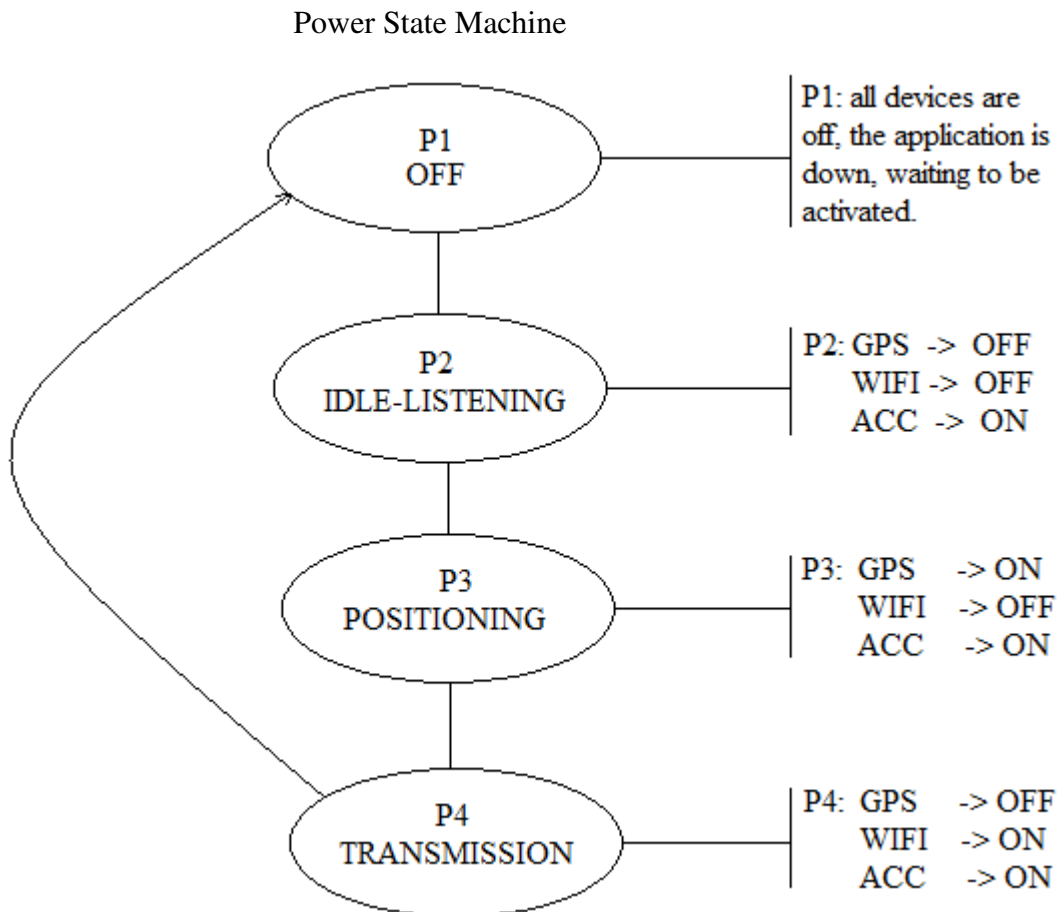 Power State Machine
P1
OFF
P1: all devices are
off, the application is
down, waiting to be
activated.
P2
IDLE-LISTENING
P2: GPS -> OFF
WIFI -> OFF
ACC -> ON
P3
POSITIONING
P3: GPS -> ON
WIFI -> OFF
ACC -> ON
P4
TRANSMISSION
P4: GPS -> OFF
WIFI -> ON
ACC -> ON